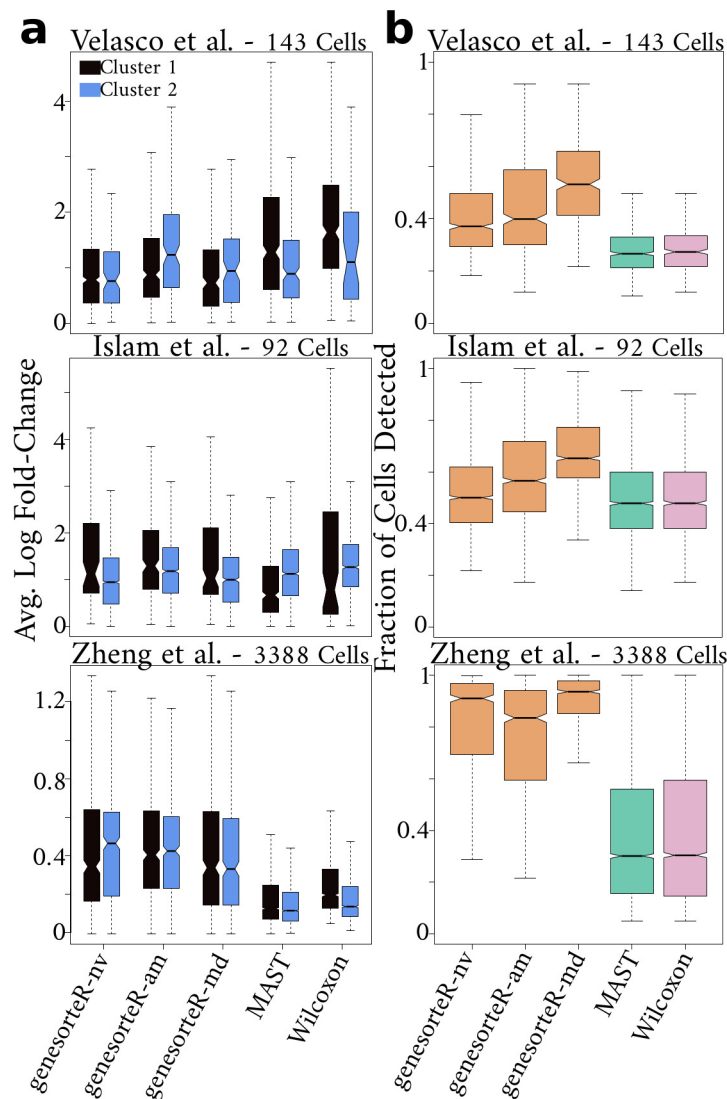 a
Velasco et al. - 143 Cells
Cluster 1
Cluster 2
4
2
0
Islam et al. - 92 Cells
Avg. Log Fold-Change
4
2
0
Zheng et al. - 3388 Cells
1.2
0.8
0.4
0
genesorteR-nv
genesorteR-am
genesorteR-md
MAST
Wilcoxon
b
Velasco et al. - 143 Cells
1
0.4
0
Islam et al. - 92 Cells
Fraction of Cells Detected
1
0.4
0
Zheng et al. - 3388 Cells
1
0.4
0
genesorteR-nv
genesorteR-am
genesorteR-md
MAST
Wilcoxon